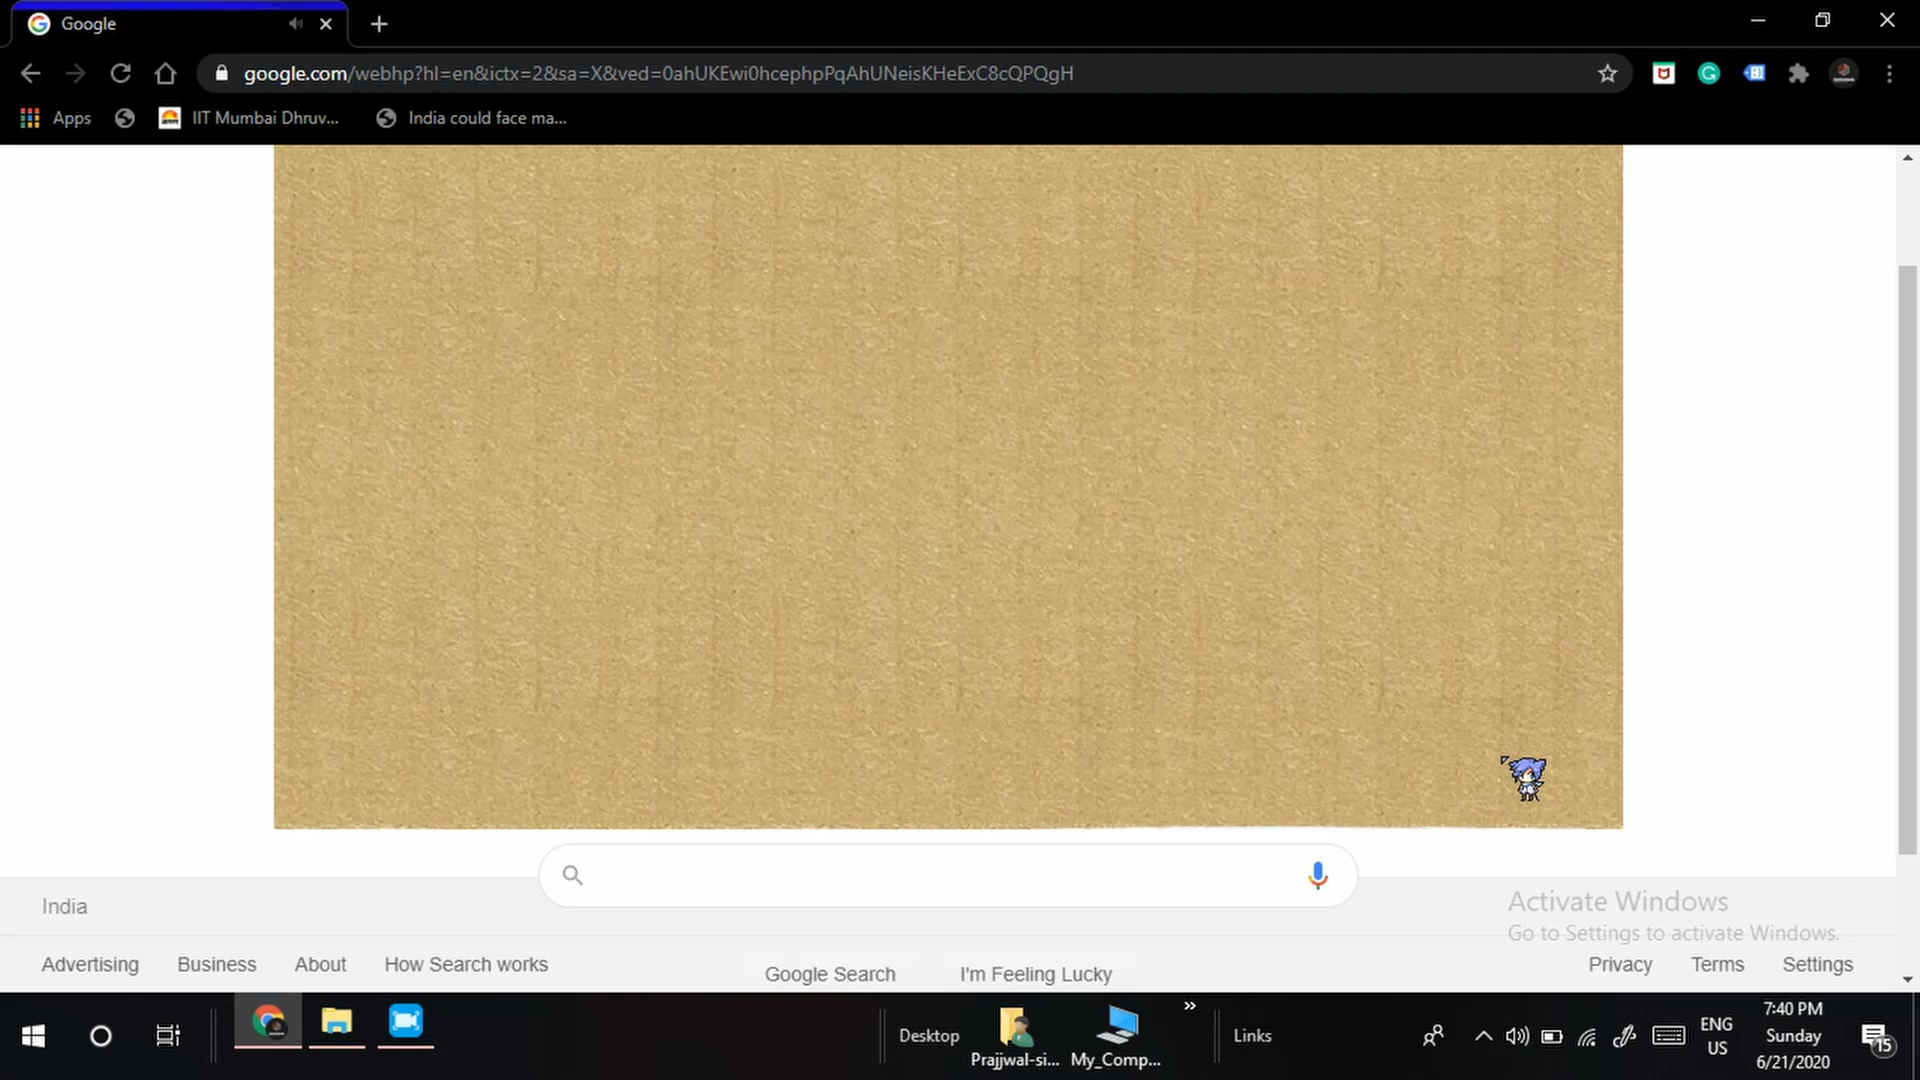 Google
google.com/webhp?hl=en&ictx=2&sa=X&ved=0ahUKEwi0hcephpPqAhUNeisKHeExC8cQPQgH
Apps
IIT Mumbai Dhruv...
India could face ma...
India
Activate Windows
Go to Settings to activate Windows.
Advertising
Business
About
How Search works
Google Search
I'm Feeling Lucky
Privacy
Terms
Settings
Desktop
Prajjwal-si...
My_Comp...
Links
ENG
US
7:40 PM
Sunday
6/21/2020
15